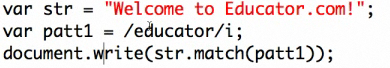 var str = "Welcome to Educator.com!";
var patt1 = /educator/i;
document.write(str.match(patt1));